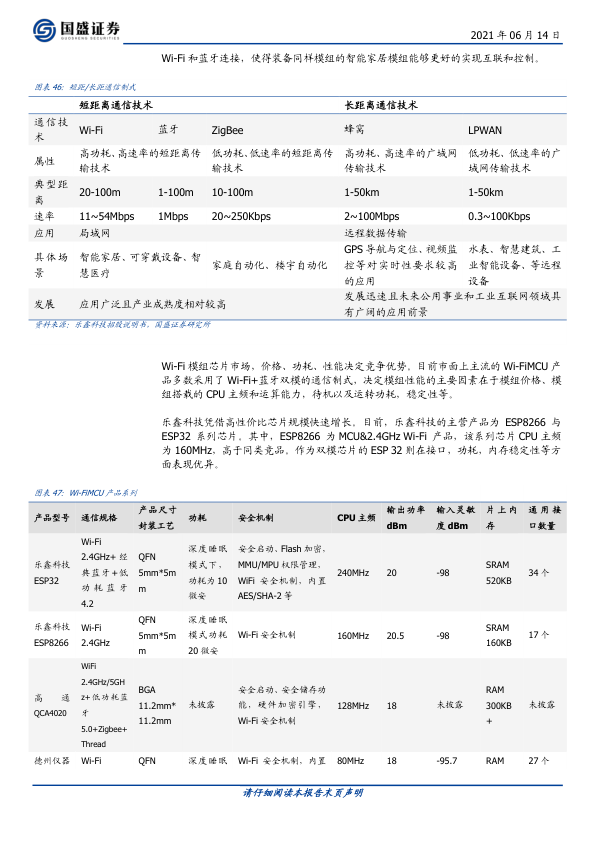 国盛证券
GUOSHENG SECURITIES
2021 年 06 月 14 日
Wi-Fi 和蓝牙连接，使得装备同样模组的智能家居模组能够更好的实现互联和控制。
图表 46：短距/长距通信制式
短距离通信技术 长距离通信技术
通信技术 Wi-Fi 蓝牙 ZigBee 蜂窝 LPWAN
属性 高功耗、高速率的短距离传输技术 低功耗、低速率的短距离传输技术 高功耗、高速率的广域网传输技术 低功耗、低速率的广域网传输技术
典型距离 20-100m 1-100m 10-100m 1-50km 1-50km
速率 11~54Mbps 1Mbps 20~250Kbps 2~100Mbps 0.3~100Kbps
应用 局域网 远程数据传输
具体场景 智能家居、可穿戴设备、智慧医疗 家庭自动化、楼宇自动化 GPS 导航与定位、视频监控等对实时性要求较高的应用 水表、智慧建筑、工业智能设备、等远程设备
发展 应用广泛且产业成熟度相对较高 发展迅速且未来公用事业和工业互联网领域具有广阔的应用前景
资料来源：乐鑫科技招股说明书，国盛证券研究所
Wi-Fi 模组芯片市场，价格、功耗、性能决定竞争优势。目前市面上主流的 Wi-FiMCU 产
品多数采用了 Wi-Fi+蓝牙双模的通信制式，决定模组性能的主要因素在于模组价格、模
组搭载的 CPU 主频和运算能力，待机以及运转功耗，稳定性等。
乐鑫科技凭借高性价比芯片规模快速增长。目前，乐鑫科技的主营产品为 ESP8266 与
ESP32 系列芯片。其中，ESP8266 为 MCU&2.4GHz Wi-Fi 产品，该系列芯片 CPU 主频
为 160MHz，高于同类竞品。作为双模芯片的 ESP 32 则在接口，功耗，内存稳定性等方
面表现优异。
图表 47：Wi-FiMCU 产品系列
产品型号 通信规格 产品尺寸封装工艺 功耗 安全机制 CPU 主频 输出功率 dBm 输入灵敏度 dBm 片上内存 通用接口数量
乐鑫科技 ESP32 Wi-Fi 2.4GHz+ 经典蓝牙+低功耗蓝牙 4.2 QFN 5mm*5mm 深度睡眠模式下，功耗为 10 微安 安全启动、Flash 加密，MMU/MPU 权限管理，WiFi 安全机制，内置 AES/SHA-2 等 240MHz 20 -98 SRAM 520KB 34 个
乐鑫科技 ESP8266 Wi-Fi 2.4GHz QFN 5mm*5mm 深度睡眠模式功耗 20 微安 Wi-Fi 安全机制 160MHz 20.5 -98 SRAM 160KB 17 个
高通 QCA4020 WiFi 2.4GHz/5GHz+低功耗蓝牙 5.0+Zigbee+Thread BGA 11.2mm*11.2mm 未披露 安全启动、安全储存功能，硬件加密引擎，Wi-Fi 安全机制 128MHz 18 未披露 RAM 300KB+ 未披露
德州仪器 Wi-Fi QFN 深度睡眠 Wi-Fi 安全机制，内置 80MHz 18 -95.7 RAM 27 个
请仔细阅读本报告末页声明